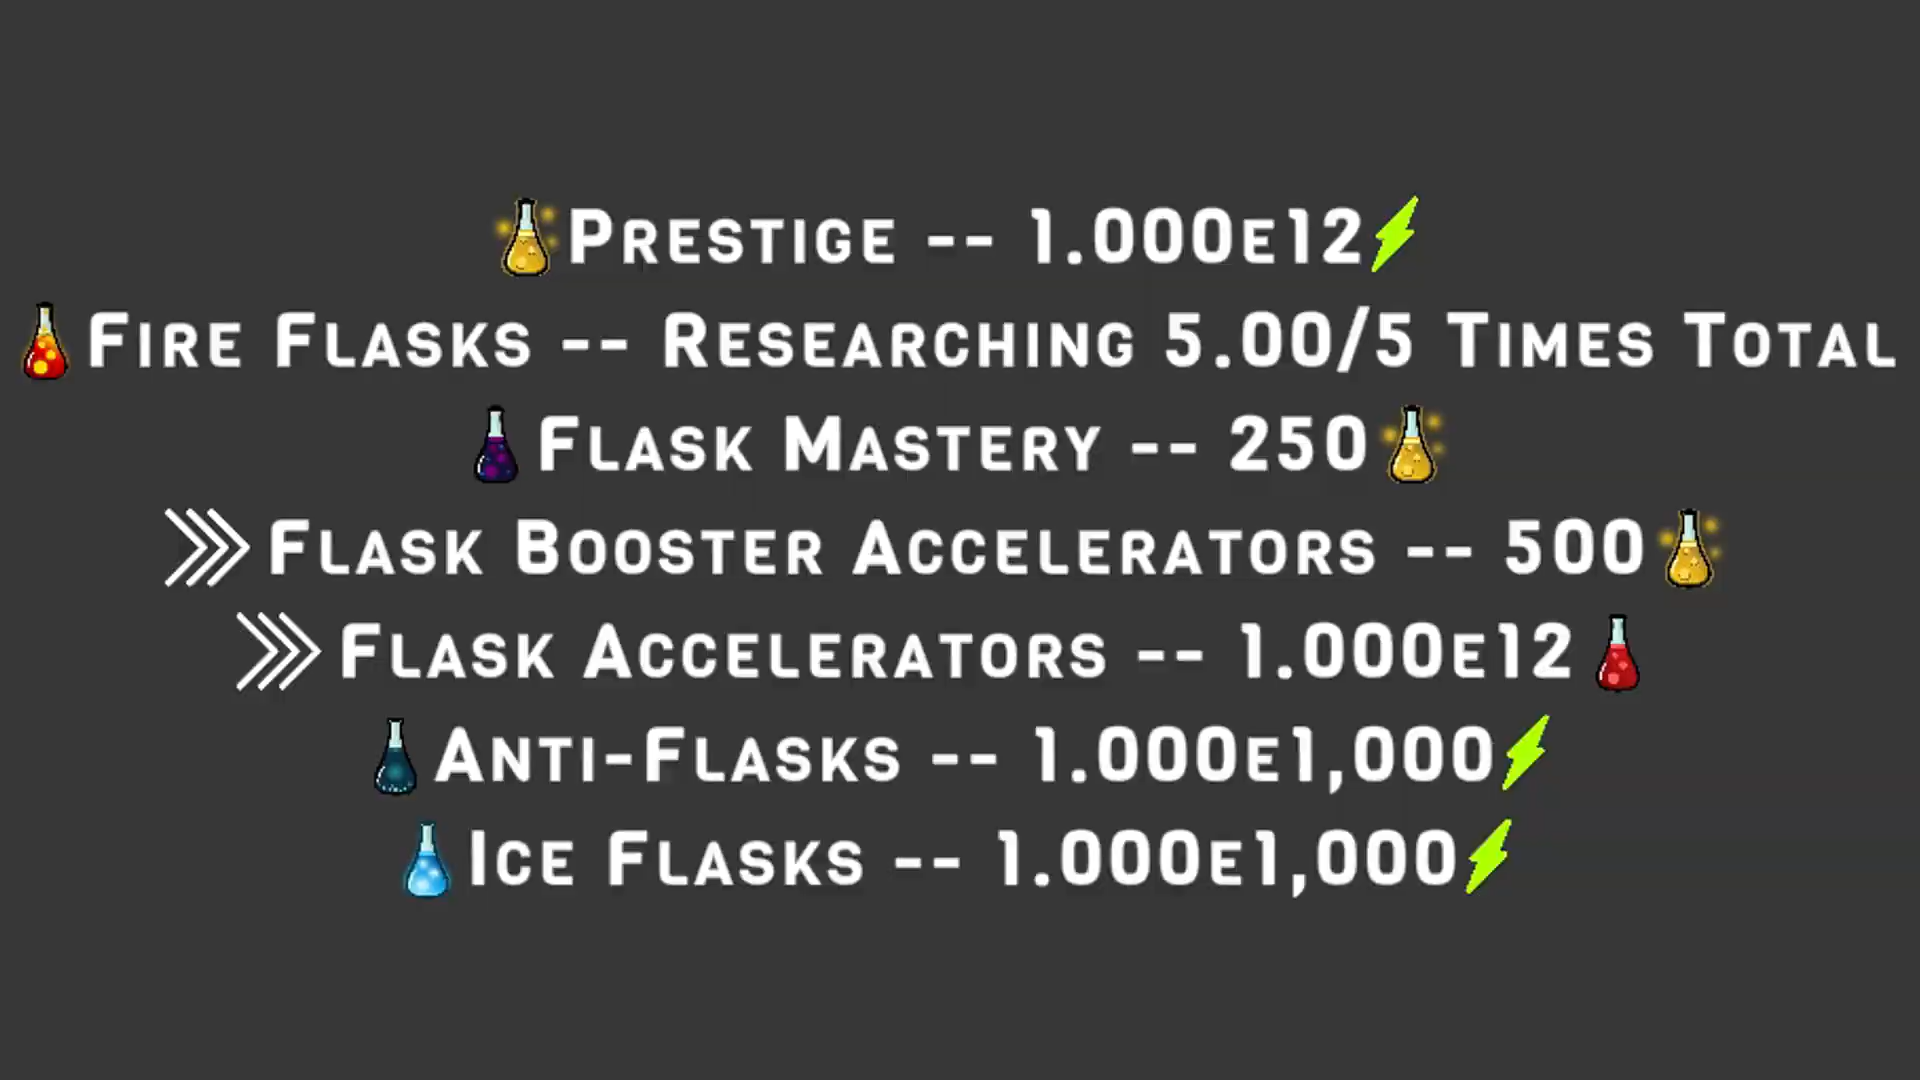 Prestige -- 1.000e12
Fire Flasks -- Researching 5.00/5 Times Total
Flask Mastery -- 250
Flask Booster Accelerators -- 500
Flask Accelerators -- 1.000e12
Anti-Flasks -- 1.000e1,000
Ice Flasks -- 1.000e1,000